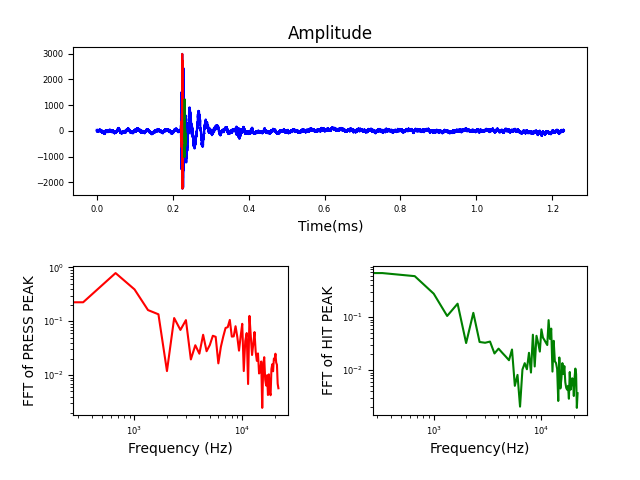 Amplitude
3000
2000
1000
0
−1000
−2000
0.0 0.2 0.4 0.6 0.8 1.0 1.2
Time(ms)
FFT of PRESS PEAK
10⁰
10⁻¹
10⁻²
10³ 10⁴
Frequency (Hz)
FFT of HIT PEAK
10⁻¹
10⁻²
10³ 10⁴
Frequency(Hz)